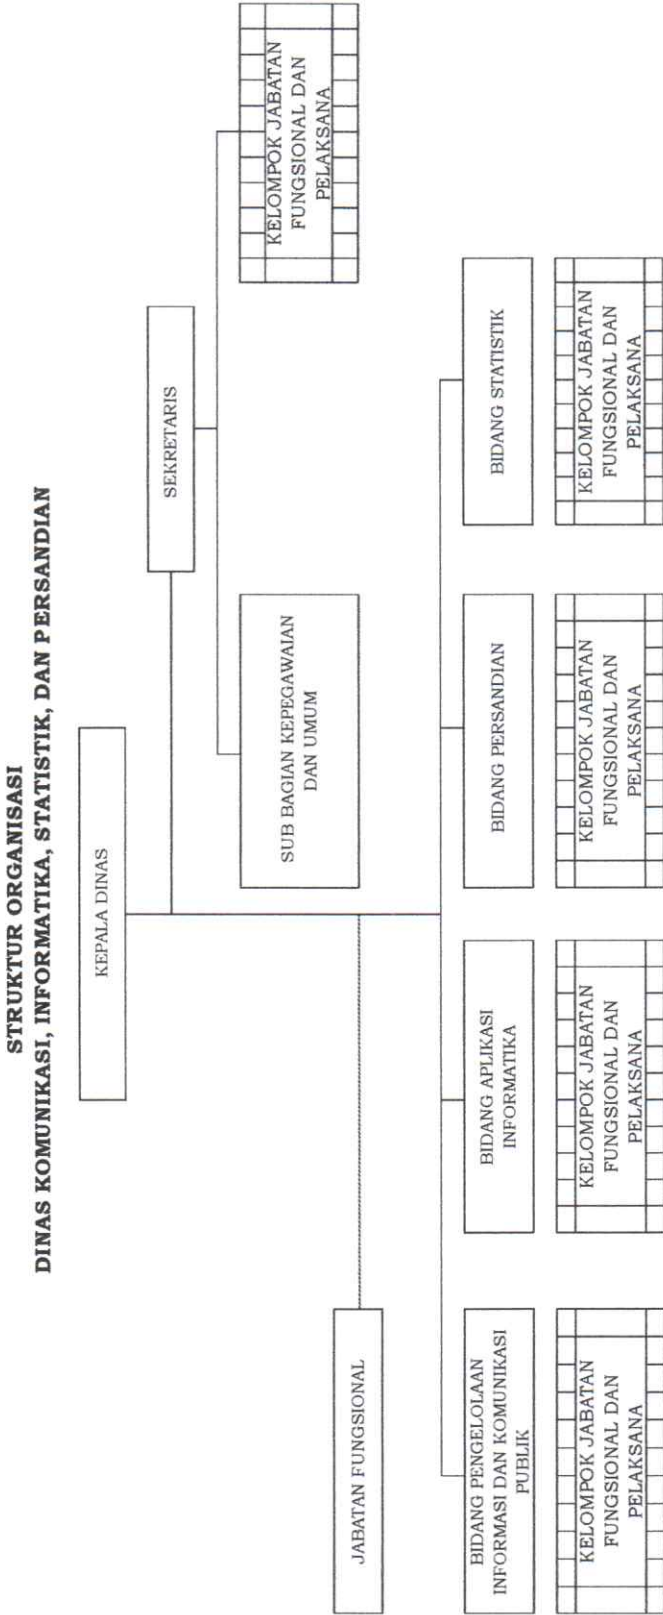 STRUKTUR ORGANISASI
DINAS KOMUNIKASI, INFORMATIKA, STATISTIK, DAN PERSANDIAN
KEPALA DINAS
SEKRETARIS
SUB BAGIAN KEPEGAWAIAN
DAN UMUM
KELOMPOK JABATAN
FUNGSIONAL DAN
PELAKSANA
JABATAN FUNGSIONAL
BIDANG PENGELOLAAN
INFORMASI DAN KOMUNIKASI
PUBLIK
BIDANG APLIKASI
INFORMATIKA
BIDANG PERSANDIAN
BIDANG STATISTIK
KELOMPOK JABATAN
FUNGSIONAL DAN
PELAKSANA
KELOMPOK JABATAN
FUNGSIONAL DAN
PELAKSANA
KELOMPOK JABATAN
FUNGSIONAL DAN
PELAKSANA
KELOMPOK JABATAN
FUNGSIONAL DAN
PELAKSANA